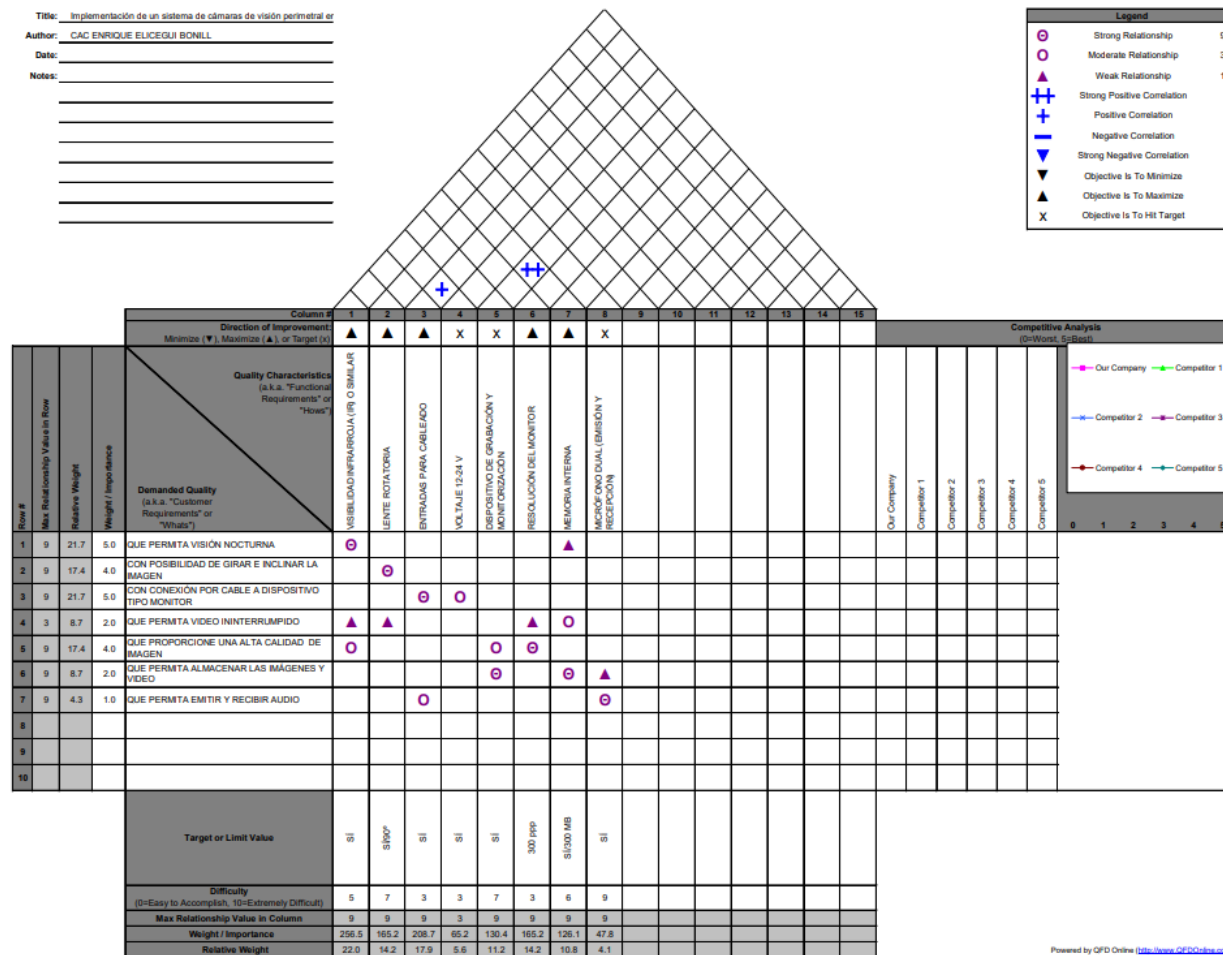 Title: Implementación de un sistema de cámaras de visión perimetral en
Author: CAC ENRIQUE ELICEGUI BONILL
Date:
Notes:
Legend
Θ Strong Relationship 9
Ο Moderate Relationship 3
▲ Weak Relationship 1
┼┼ Strong Positive Correlation
┼ Positive Correlation
▬ Negative Correlation
▼ Strong Negative Correlation
▼ Objective Is To Minimize
▲ Objective Is To Maximize
X Objective Is To Hit Target
┼┼
┼
Column # 1 2 3 4 5 6 7 8 9 10 11 12 13 14 15
Direction of Improvement:
Minimize (▼), Maximize (▲), or Target (x)
▲ ▲ ▲ X X ▲ ▲ X
Competitive Analysis
(0=Worst, 5=Best)
Row #
Max Relationship Value in Row
Relative Weight
Weight / Importance
Quality Characteristics
(a.k.a. "Functional
Requirements" or
"Hows")
Demanded Quality
(a.k.a. "Customer
Requirements" or
"Whats")
VISIBILIDAD INFRARROJA (IR) O SIMILAR
LENTE ROTATORIA
ENTRADAS PARA CABLEADO
VOLTAJE 12-24 V
DISPOSITIVO DE GRABACIÓN Y
MONITORIZACIÓN
RESOLUCIÓN DEL MONITOR
MEMORIA INTERNA
MICRÓFONO DUAL (EMISIÓN Y
RECEPCIÓN)
Our Company
Competitor 1
Competitor 2
Competitor 3
Competitor 4
Competitor 5
Our Company Competitor 1
Competitor 2 Competitor 3
Competitor 4 Competitor 5
0 1 2 3 4 5
1 9 21.7 5.0 QUE PERMITA VISIÓN NOCTURNA Θ ▲
2 9 17.4 4.0 CON POSIBILIDAD DE GIRAR E INCLINAR LA
IMAGEN Θ
3 9 21.7 5.0 CON CONEXIÓN POR CABLE A DISPOSITIVO
TIPO MONITOR Θ Ο
4 3 8.7 2.0 QUE PERMITA VIDEO ININTERRUMPIDO ▲ ▲ ▲ Ο
5 9 17.4 4.0 QUE PROPORCIONE UNA ALTA CALIDAD DE
IMAGEN Ο Ο Θ
6 9 8.7 2.0 QUE PERMITA ALMACENAR LAS IMÁGENES Y
VIDEO Θ Θ ▲
7 9 4.3 1.0 QUE PERMITA EMITIR Y RECIBIR AUDIO Ο Θ
8
9
10
Target or Limit Value SÍ SÍ/90º SÍ SÍ SÍ 300 ppp SÍ/300 MB SÍ
Difficulty
(0=Easy to Accomplish, 10=Extremely Difficult) 5 7 3 3 7 3 6 9
Max Relationship Value in Column 9 9 9 3 9 9 9 9
Weight / Importance 256.5 165.2 208.7 65.2 130.4 165.2 126.1 47.8
Relative Weight 22.0 14.2 17.9 5.6 11.2 14.2 10.8 4.1
Powered by QFD Online (http://www.QFDOnline.co